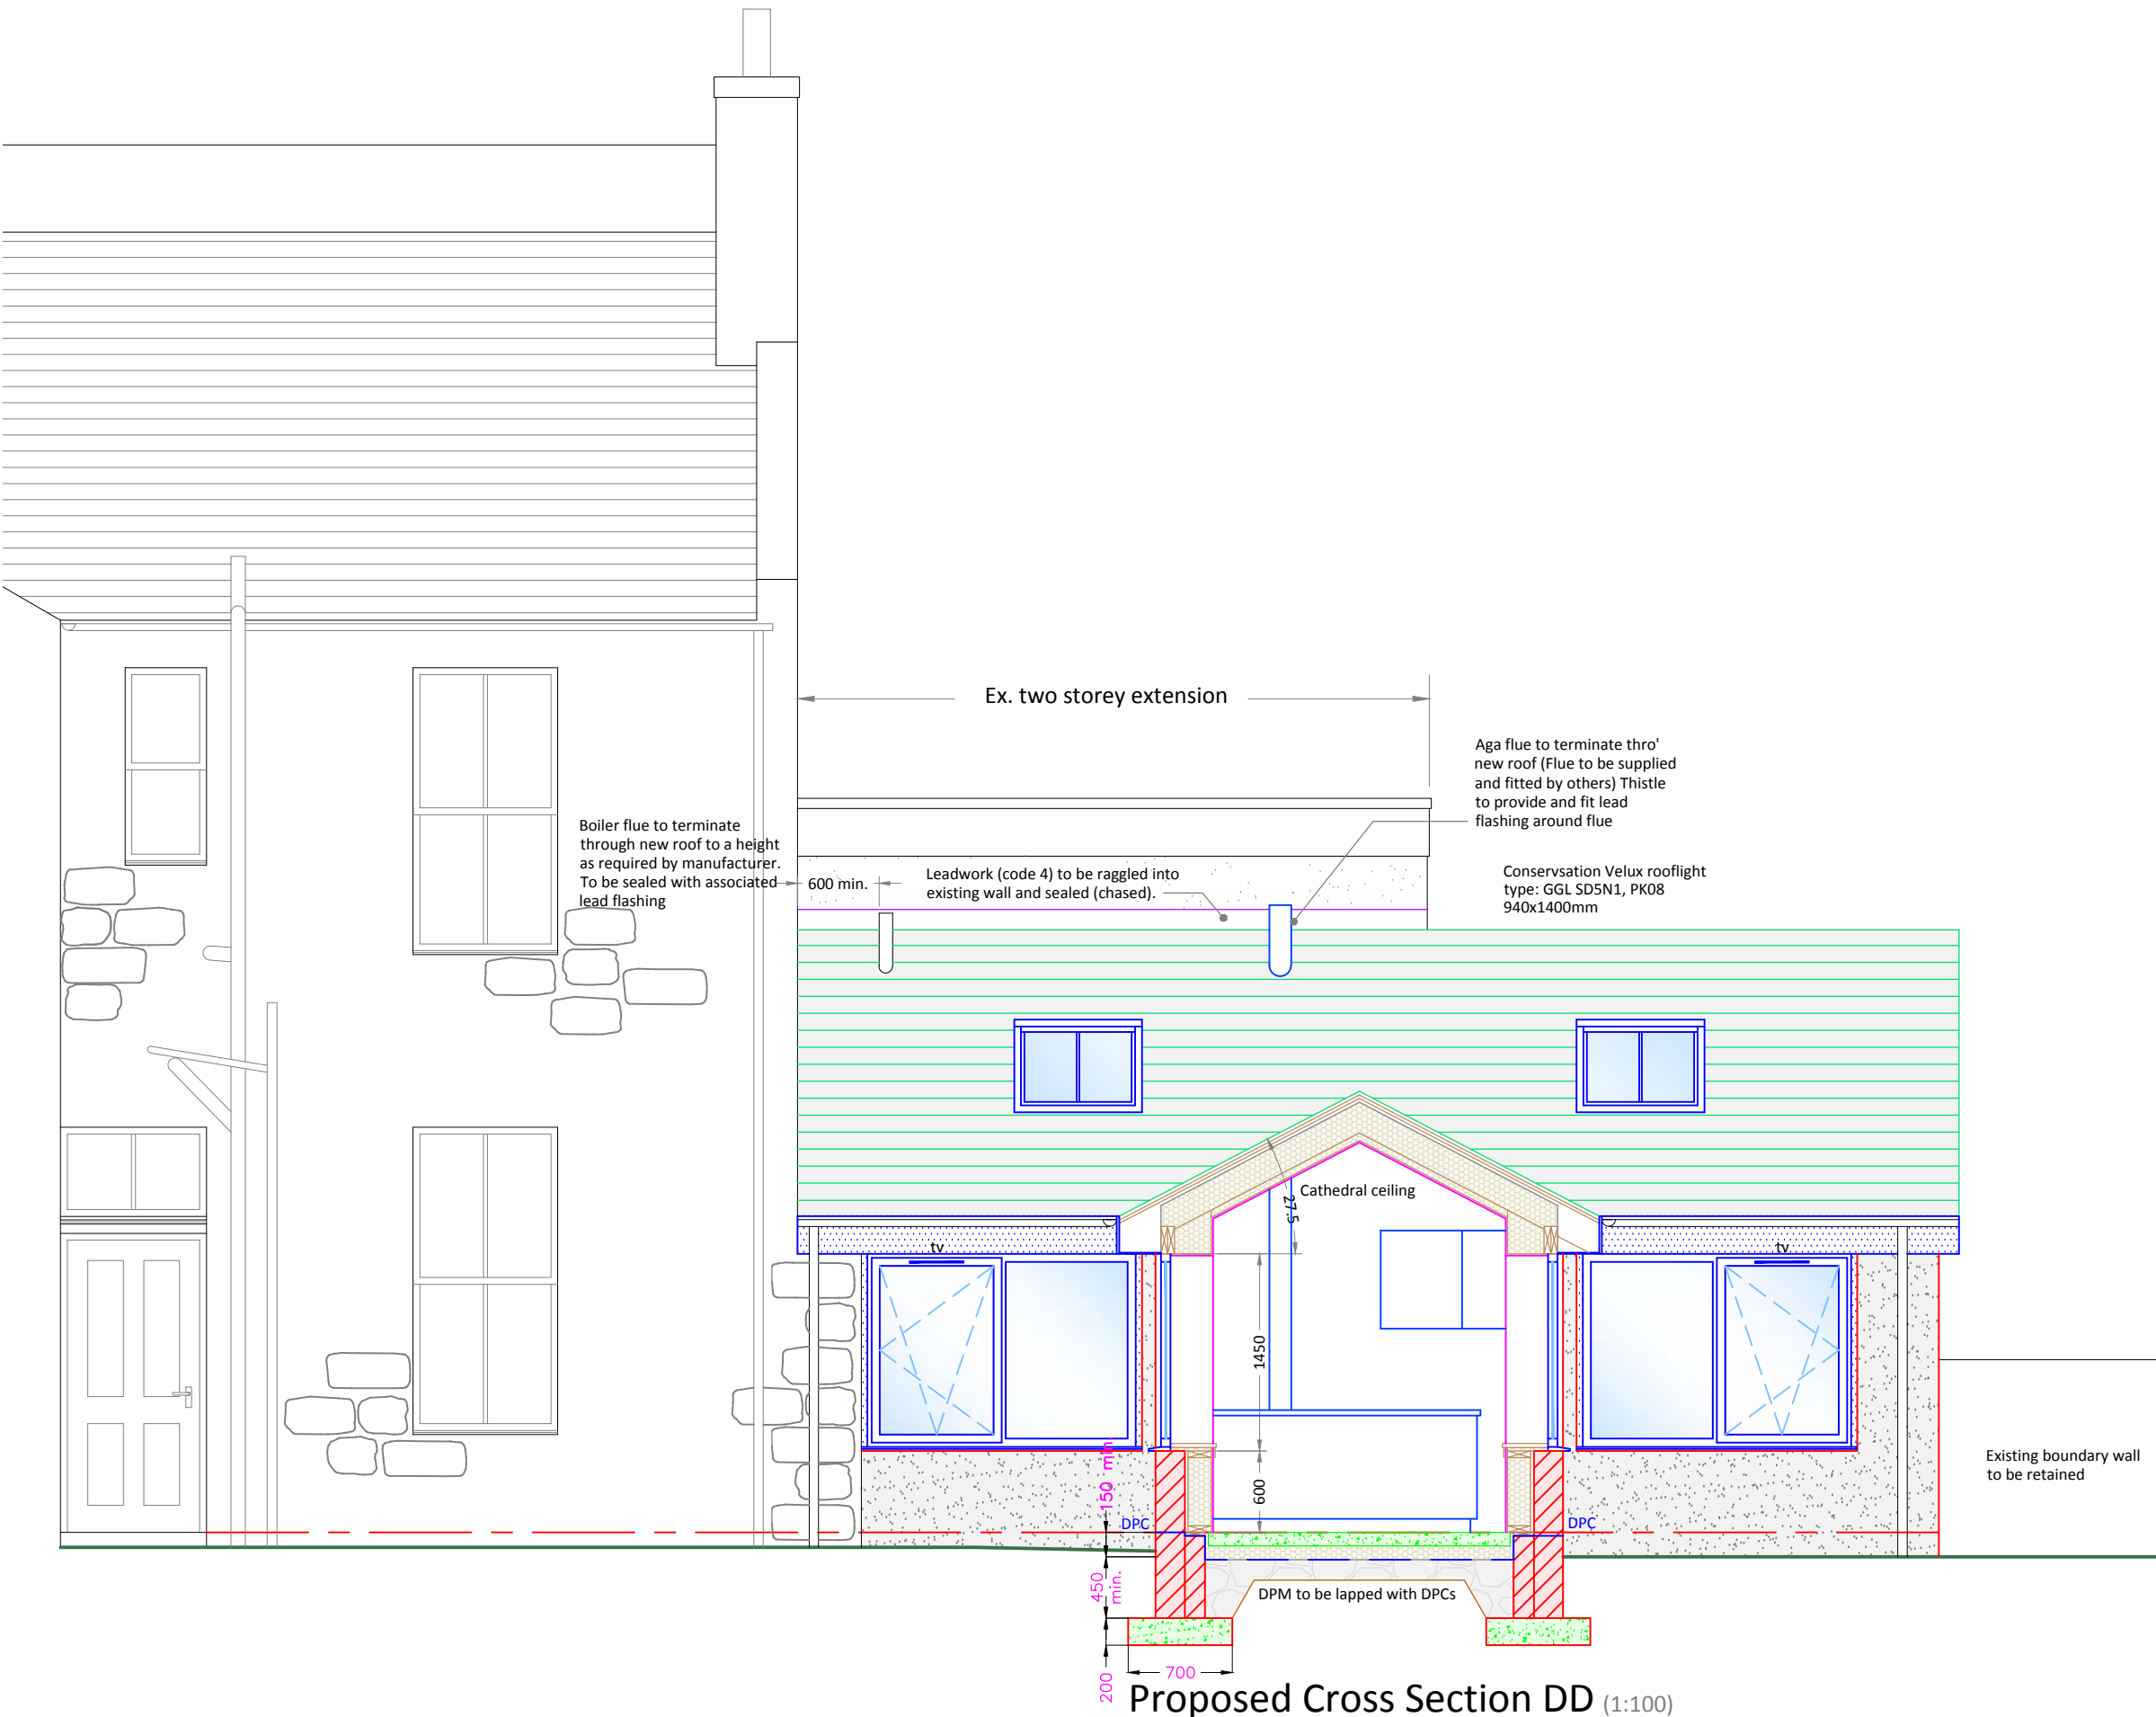 Ex. two storey extension
Aga flue to terminate thro'
new roof (Flue to be supplied
and fitted by others) Thistle
to provide and fit lead
flashing around flue
Boiler flue to terminate
through new roof to a height
as required by manufacturer.
To be sealed with associated
lead flashing
600 min.
Leadwork (code 4) to be raggled into
existing wall and sealed (chased).
Conservsation Velux rooflight
type: GGL SD5N1, PK08
940x1400mm
Cathedral ceiling
27.5
tv
tv
1450
600
150 min.
DPC
DPC
Existing boundary wall
to be retained
450
min.
DPM to be lapped with DPCs
200
700
Proposed Cross Section DD (1:100)